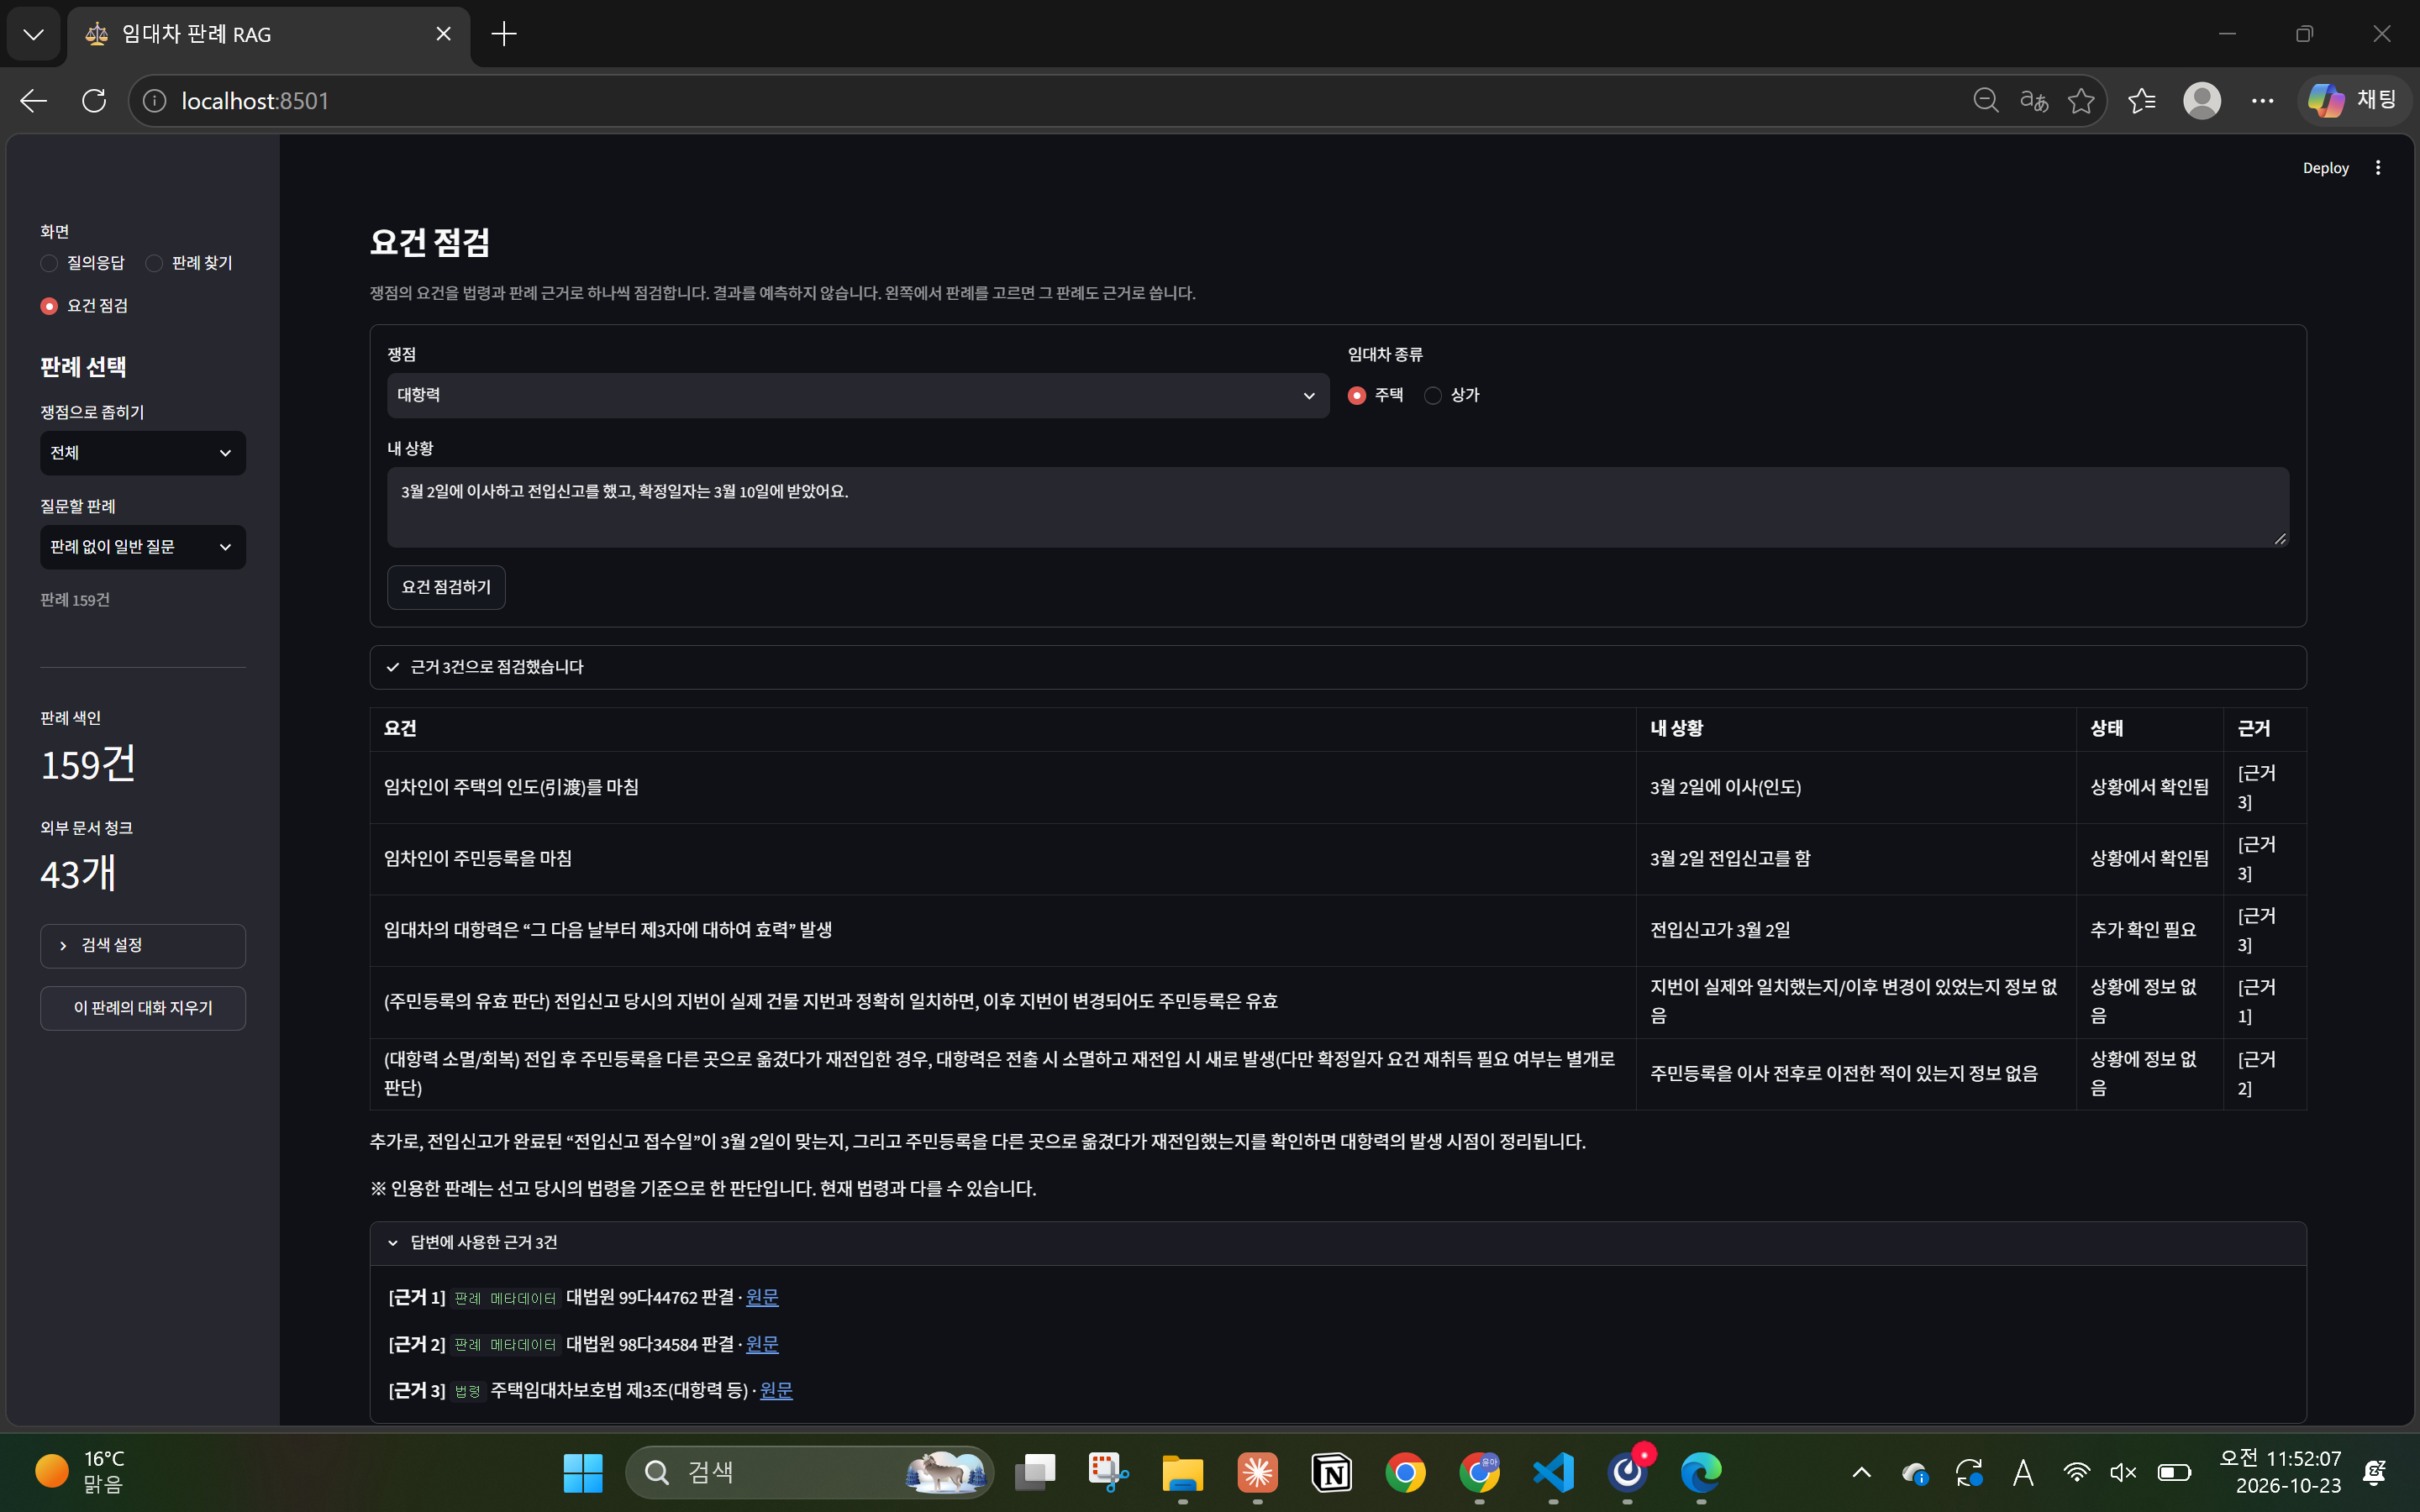 임대차 판례 RAG
localhost:8501
채팅
Deploy
화면
질의응답
판례 찾기
요건 점검
판례 선택
쟁점으로 좁히기
전체
질문할 판례
판례 없이 일반 질문
판례 159건
판례 색인
159건
외부 문서 청크
43개
검색 설정
이 판례의 대화 지우기
요건 점검
쟁점의 요건을 법령과 판례 근거로 하나씩 점검합니다. 결과를 예측하지 않습니다. 왼쪽에서 판례를 고르면 그 판례도 근거로 씁니다.
쟁점
대항력
임대차 종류
주택
상가
내 상황
3월 2일에 이사하고 전입신고를 했고, 확정일자는 3월 10일에 받았어요.
요건 점검하기
근거 3건으로 점검했습니다
요건 내 상황 상태 근거
임차인이 주택의 인도(引渡)를 마침 3월 2일에 이사(인도) 상황에서 확인됨 [근거
3]
임차인이 주민등록을 마침 3월 2일 전입신고를 함 상황에서 확인됨 [근거
3]
임대차의 대항력은 “그 다음 날부터 제3자에 대하여 효력” 발생 전입신고가 3월 2일 추가 확인 필요 [근거
3]
(주민등록의 유효 판단) 전입신고 당시의 지번이 실제 건물 지번과 정확히 일치하면, 이후 지번이 변경되어도 주민등록은 유효 지번이 실제와 일치했는지/이후 변경이 있었는지 정보 없 상황에 정보 없 [근거
음 음 1]
(대항력 소멸/회복) 전입 후 주민등록을 다른 곳으로 옮겼다가 재전입한 경우, 대항력은 전출 시 소멸하고 재전입 시 새로 발생(다만 확정일자 요건 재취득 필요 여부는 별개로 주민등록을 이사 전후로 이전한 적이 있는지 정보 없음 상황에 정보 없 [근거
판단) 음 2]
추가로, 전입신고가 완료된 “전입신고 접수일”이 3월 2일이 맞는지, 그리고 주민등록을 다른 곳으로 옮겼다가 재전입했는지를 확인하면 대항력의 발생 시점이 정리됩니다.
※ 인용한 판례는 선고 당시의 법령을 기준으로 한 판단입니다. 현재 법령과 다를 수 있습니다.
답변에 사용한 근거 3건
[근거 1] 판례 메타데이터 대법원 99다44762 판결 · 원문
[근거 2] 판례 메타데이터 대법원 98다34584 판결 · 원문
[근거 3] 법령 주택임대차보호법 제3조(대항력 등) · 원문
16°C
맑음
검색
윤아
A
오전 11:52:07
2026-10-23